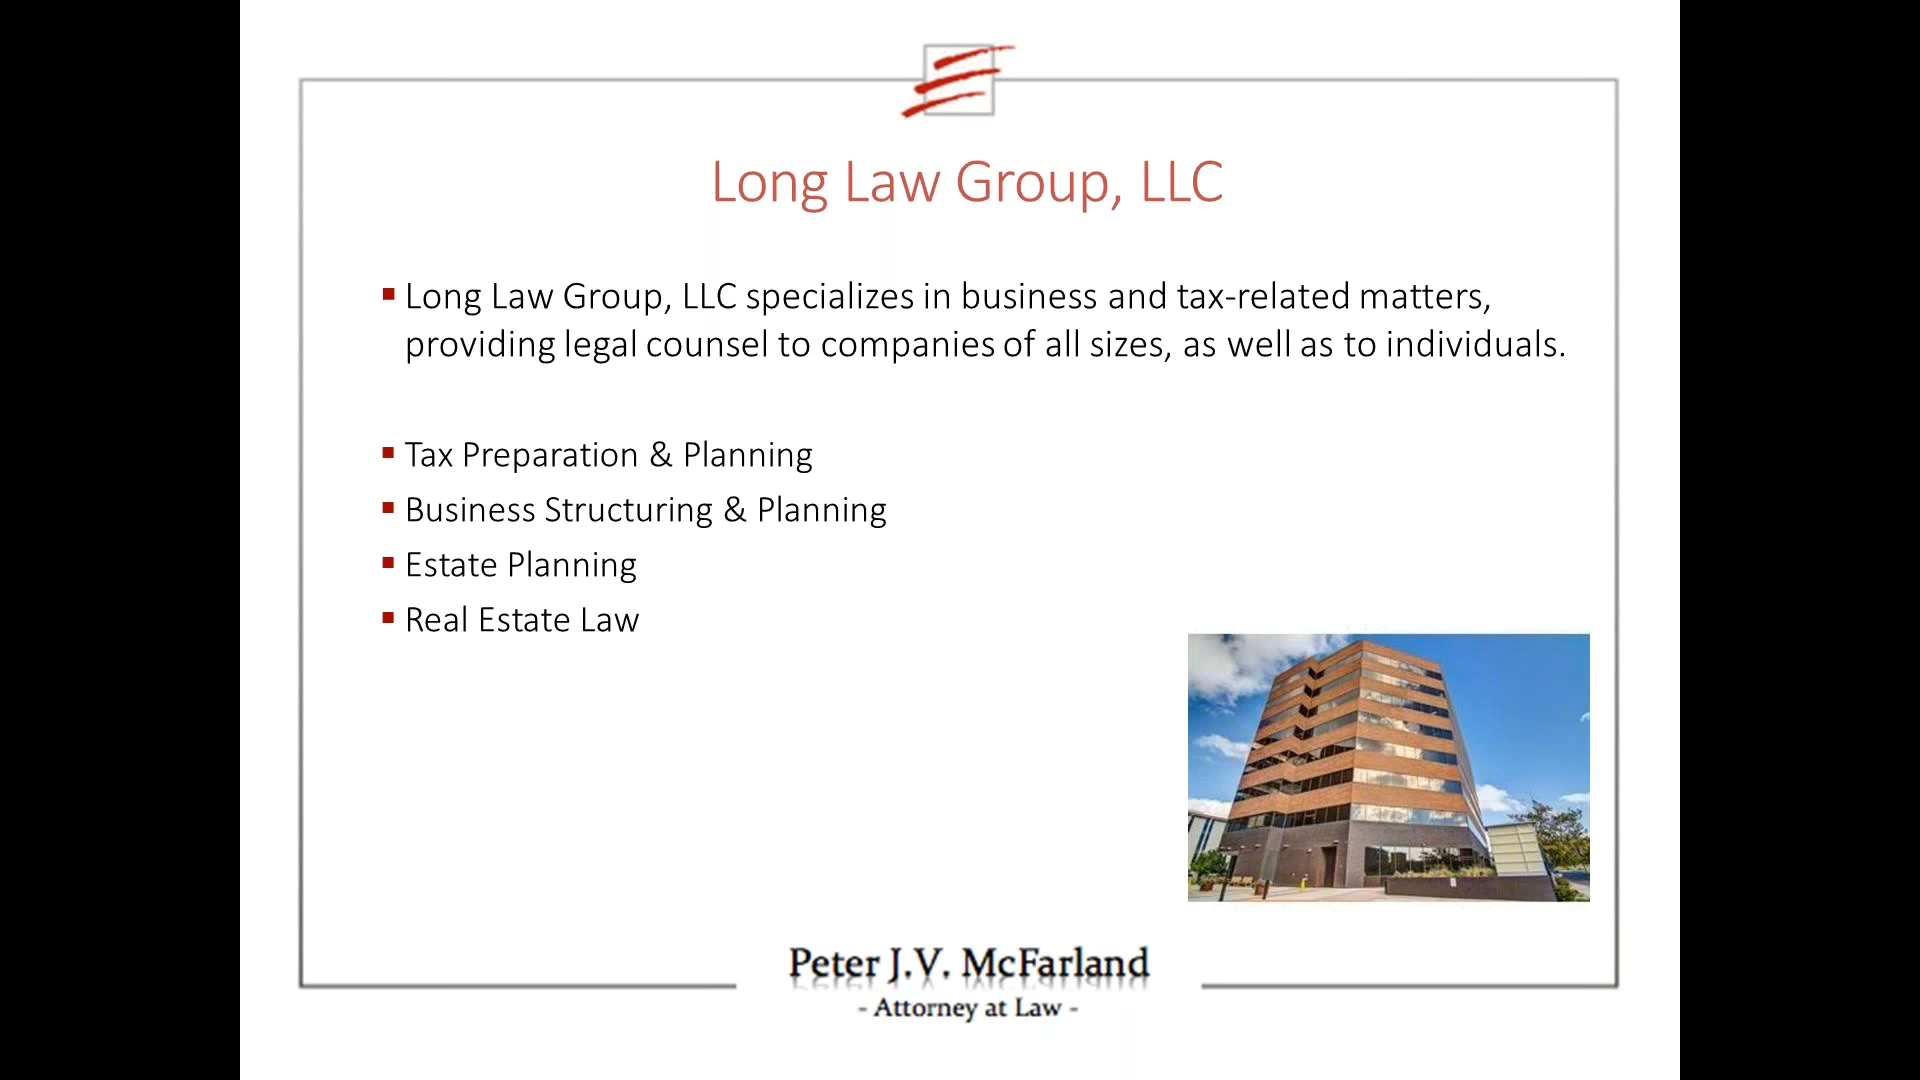 Long Law Group, LLC
▪ Long Law Group, LLC specializes in business and tax-related matters,
providing legal counsel to companies of all sizes, as well as to individuals.
▪ Tax Preparation & Planning
▪ Business Structuring & Planning
▪ Estate Planning
▪ Real Estate Law
Peter J.V. McFarland
- Attorney at Law -